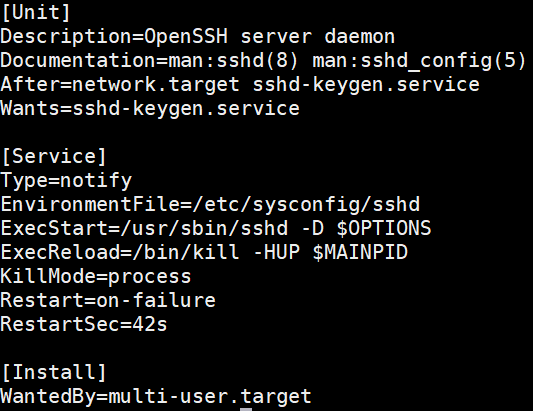 [Unit]
Description=OpenSSH server daemon
Documentation=man:sshd(8) man:sshd_config(5)
After=network.target sshd-keygen.service
Wants=sshd-keygen.service

[Service]
Type=notify
EnvironmentFile=/etc/sysconfig/sshd
ExecStart=/usr/sbin/sshd -D $OPTIONS
ExecReload=/bin/kill -HUP $MAINPID
KillMode=process
Restart=on-failure
RestartSec=42s

[Install]
WantedBy=multi-user.target